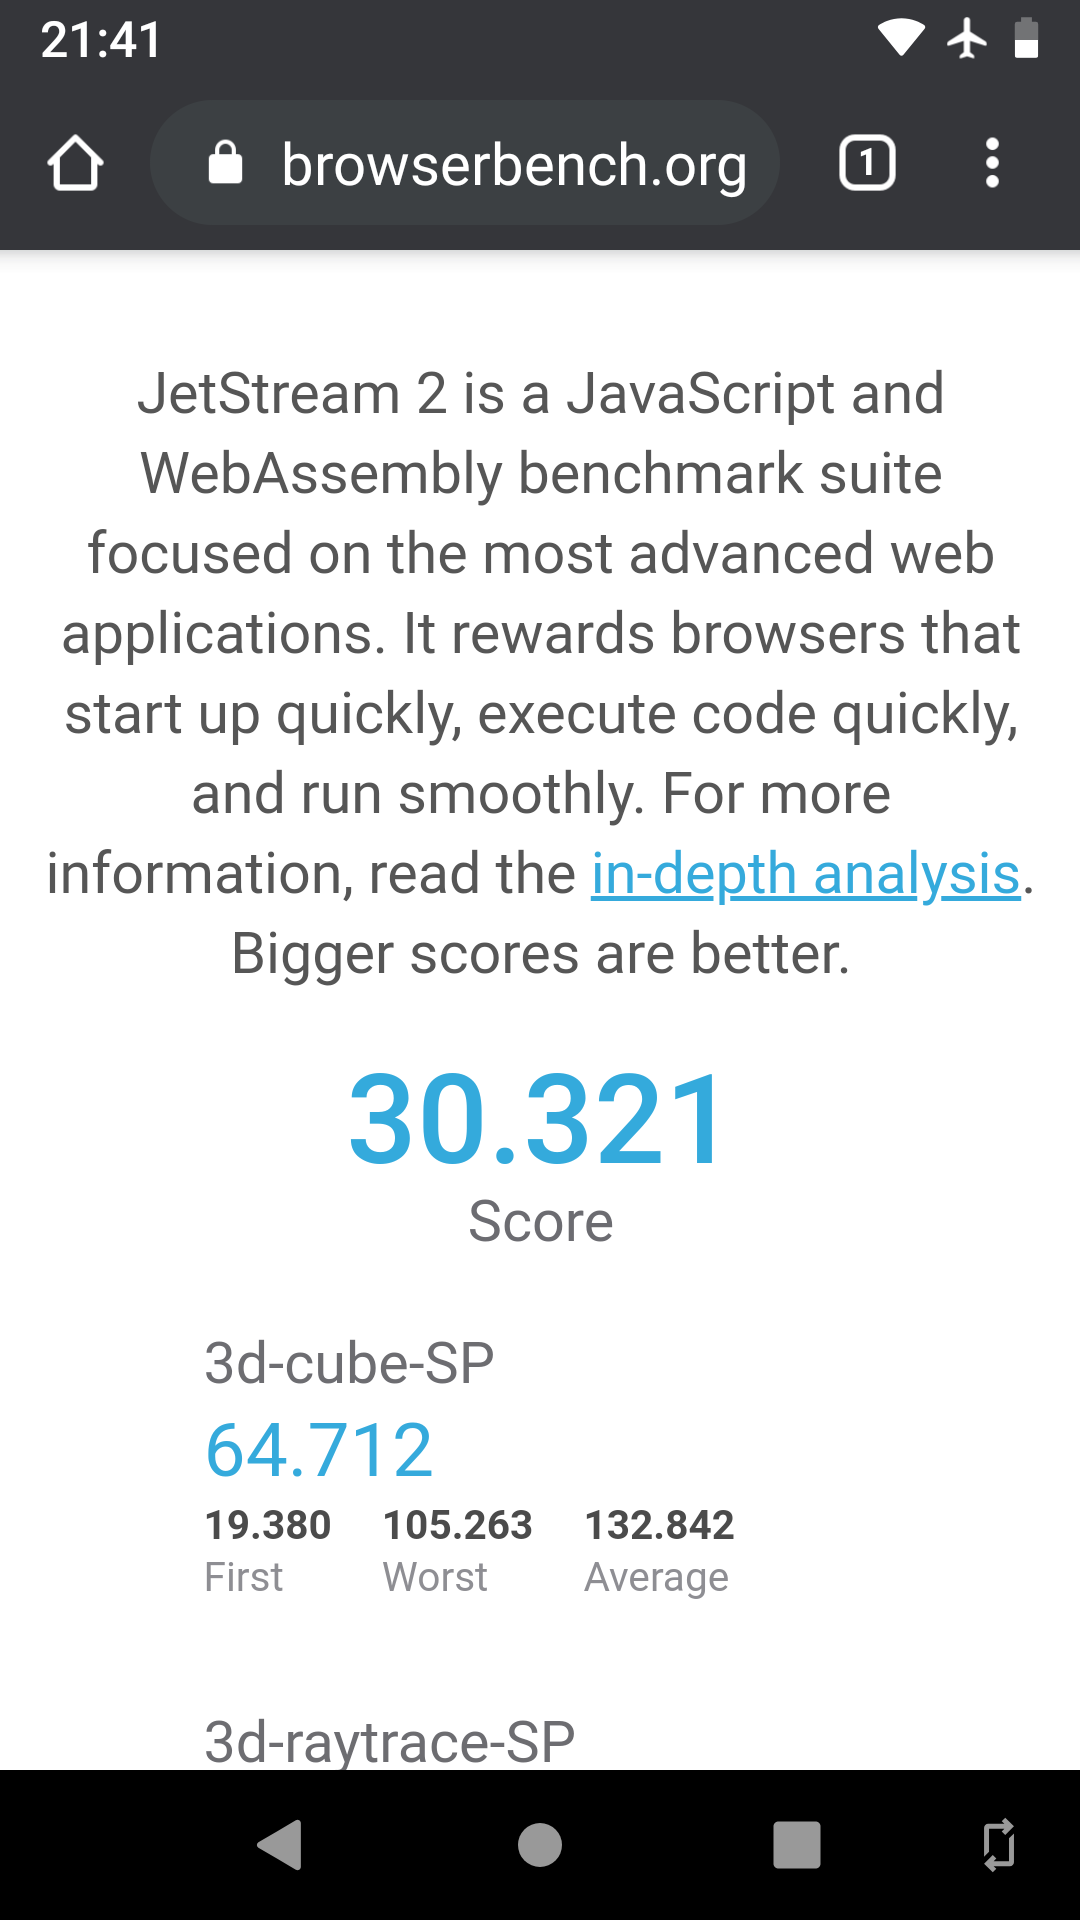 21:41
browserbench.org
1
JetStream 2 is a JavaScript and
WebAssembly benchmark suite
focused on the most advanced web
applications. It rewards browsers that
start up quickly, execute code quickly,
and run smoothly. For more
information, read the in-depth analysis.
Bigger scores are better.
30.321
Score
3d-cube-SP
64.712
19.380 105.263 132.842
First Worst Average
3d-raytrace-SP